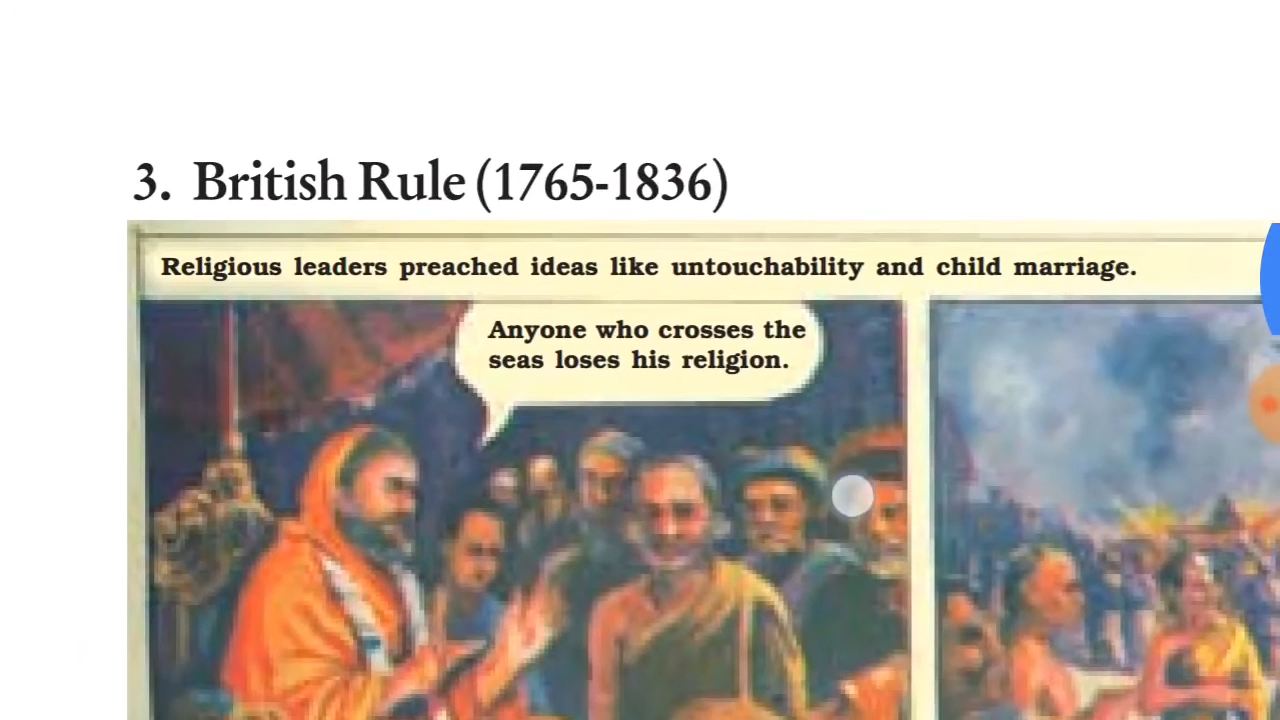 3. British Rule (1765-1836)
Religious leaders preached ideas like untouchability and child marriage.
Anyone who crosses the
seas loses his religion.